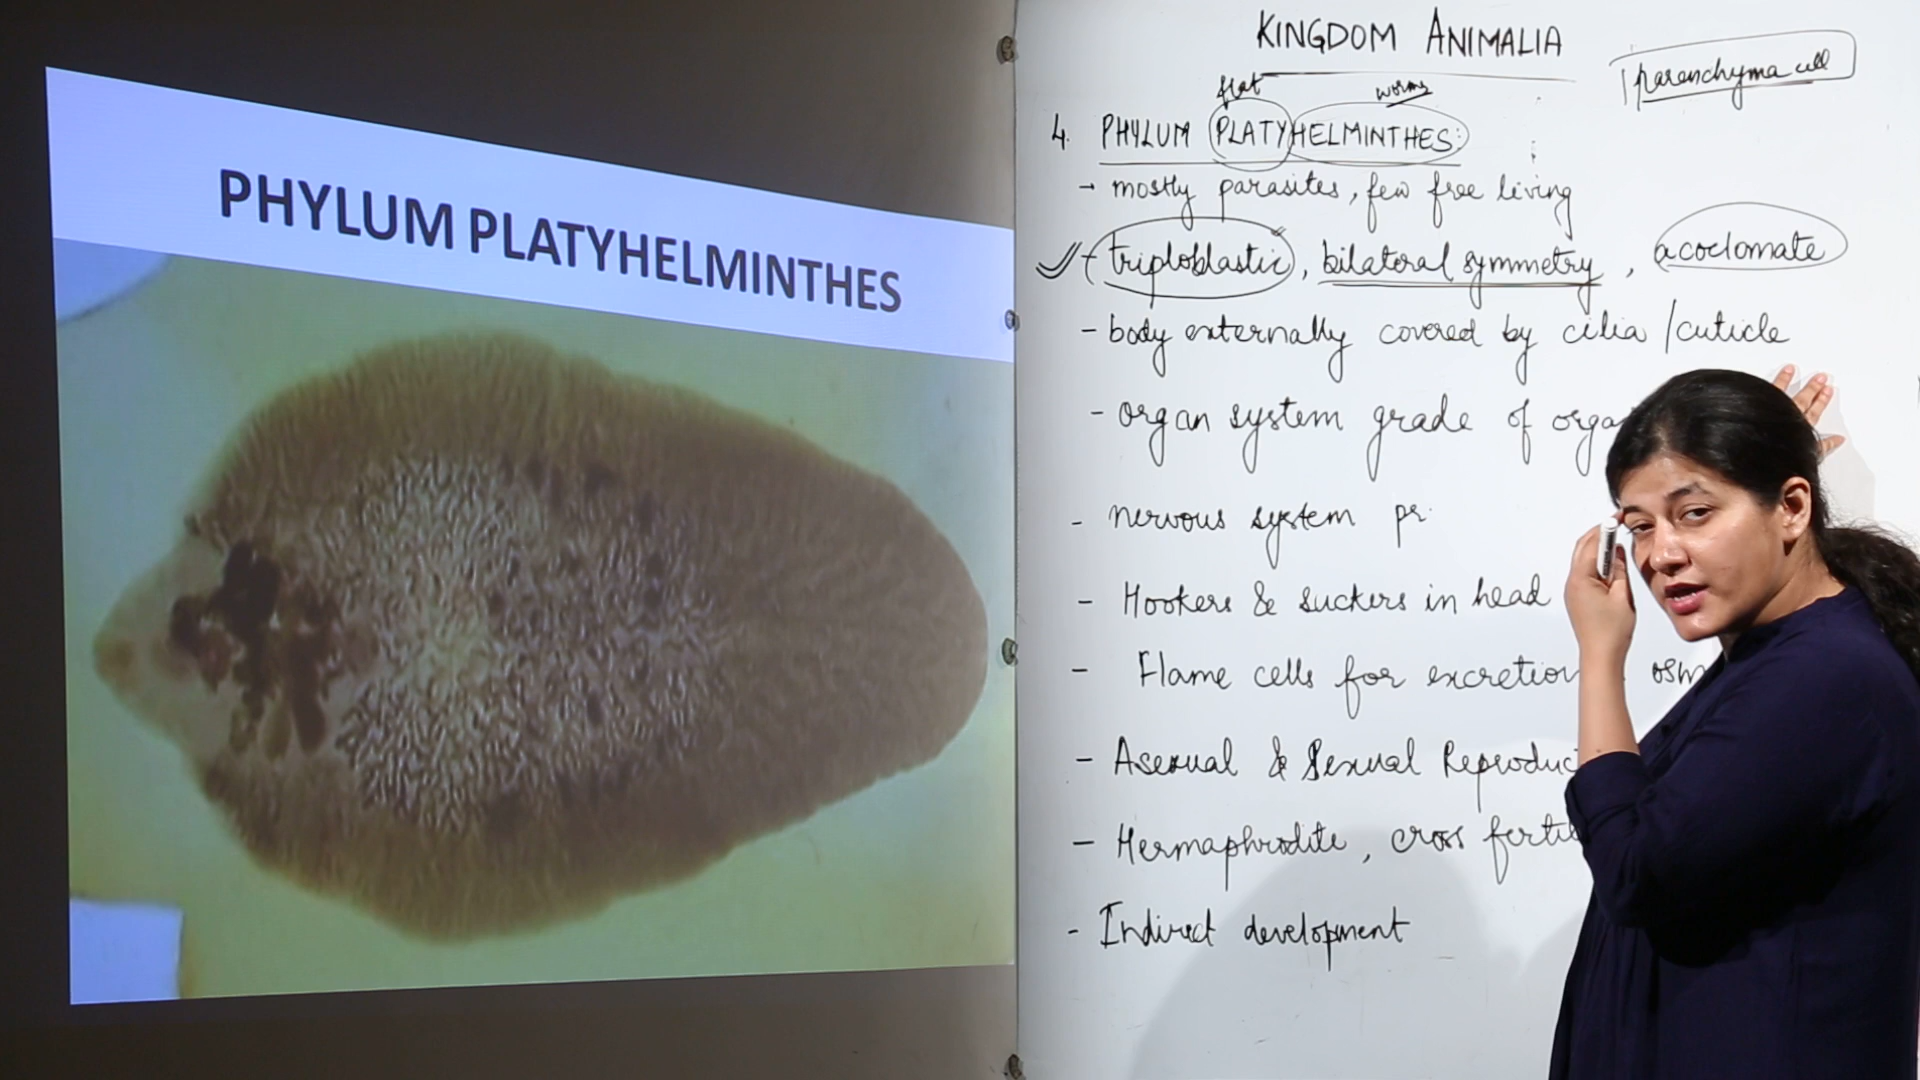 PHYLUM PLATYHELMINTHES
KINGDOM ANIMALIA
parenchyma cell
flat worms
4. PHYLUM PLATYHELMINTHES:
→ mostly parasites, few free living
- triploblastic, bilateral symmetry, acoelomate
- body externally covered by cilia /cuticle
- organ system grade of orga
- nervous system pr.
- Hookers & suckers in head
- Flame cells for excretion osm
- Asexual & Sexual Reproduc
- Hermaphrodite, cross fertil
- Indirect development